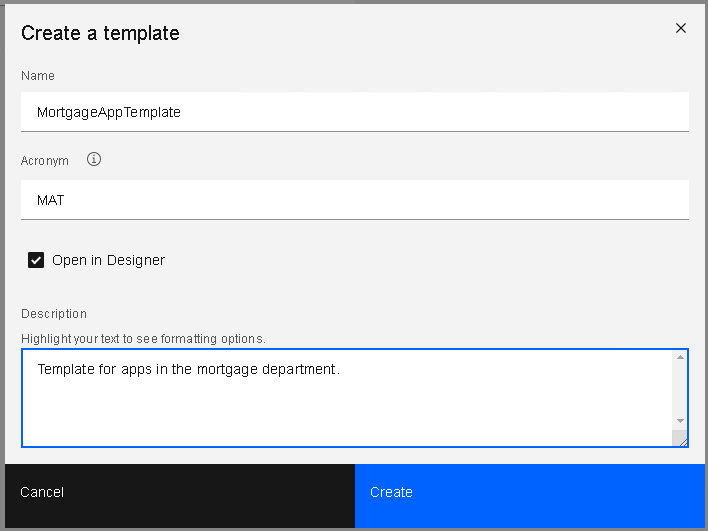 Create a template
Name
MortgageAppTemplate
Acronym
MAT
Open in Designer
Description
Highlight your text to see formatting options.
Template for apps in the mortgage department.
Cancel
Create